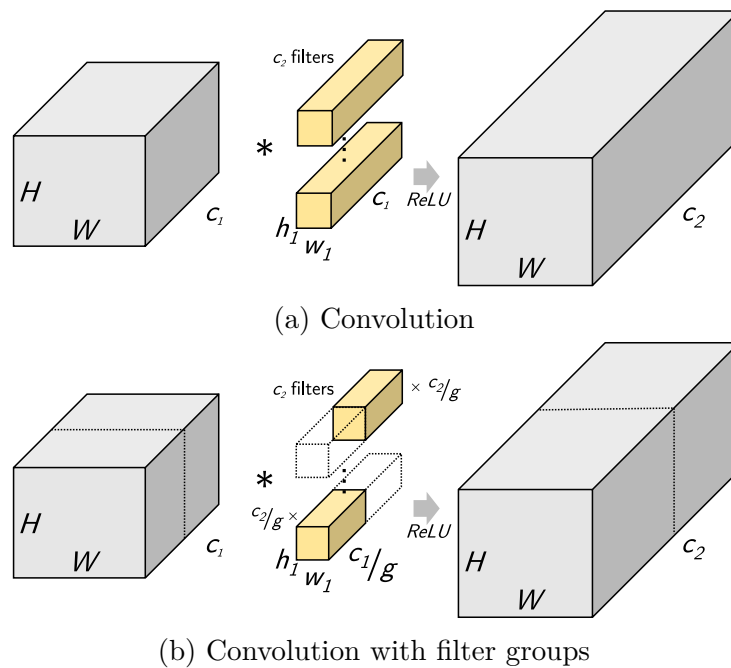 c₂ filters
*
H
W
c₁
h₁
w₁
c₁
ReLU
H
W
c₂
(a) Convolution
c₂ filters
× c₂/g
*
c₂/g ×
H
W
c₁
h₁
w₁
c₁/g
ReLU
H
W
c₂
(b) Convolution with filter groups